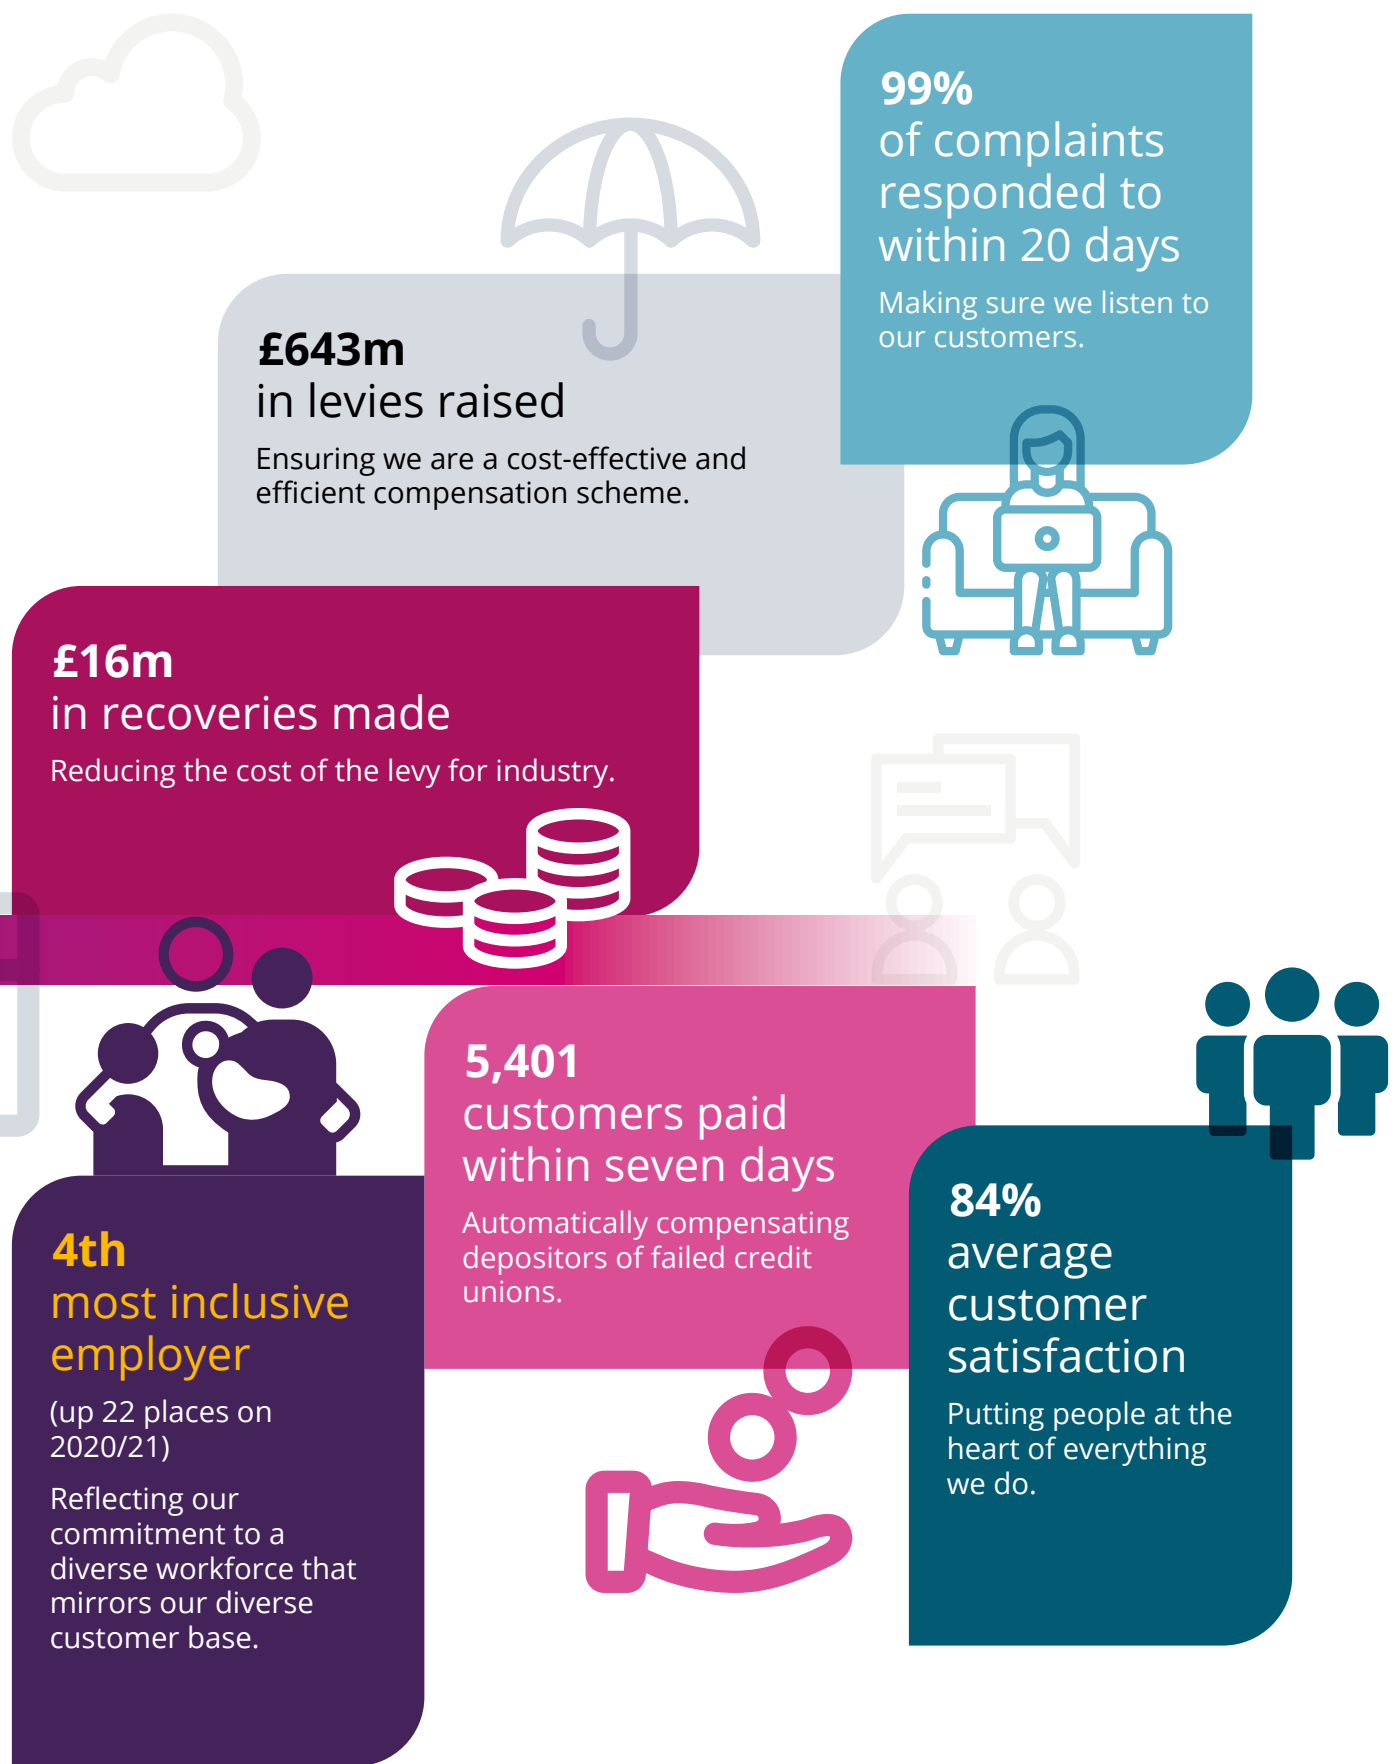 99%
of complaints
responded to
within 20 days
Making sure we listen to
our customers.
£643m
in levies raised
Ensuring we are a cost-effective and
efficient compensation scheme.
£16m
in recoveries made
Reducing the cost of the levy for industry.
5,401
customers paid
within seven days
Automatically compensating
depositors of failed credit
unions.
84%
average
customer
satisfaction
Putting people at the
heart of everything
we do.
4th
most inclusive
employer
(up 22 places on
2020/21)
Reflecting our
commitment to a
diverse workforce that
mirrors our diverse
customer base.